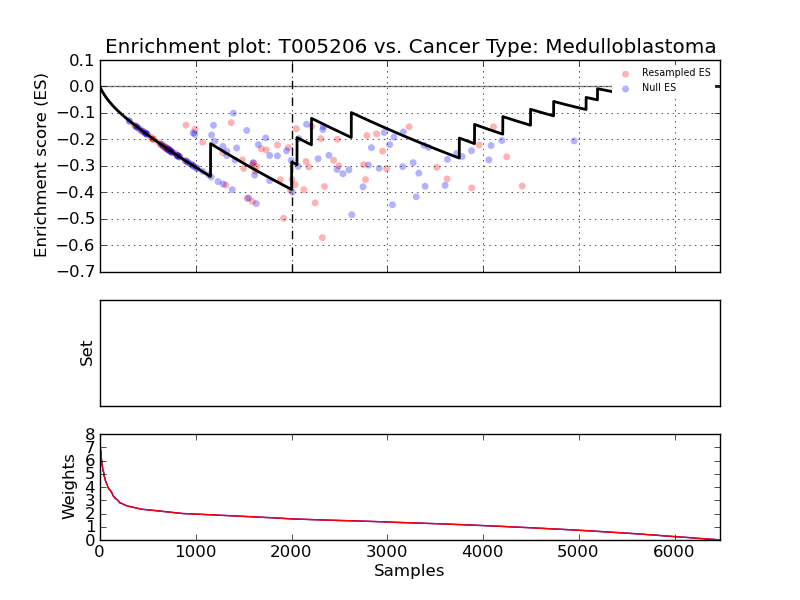 Enrichment plot: T005206 vs. Cancer Type: Medulloblastoma
Enrichment score (ES)
0.1
0.0
−0.1
−0.2
−0.3
−0.4
−0.5
−0.6
−0.7
Resampled ES
Null ES
Set
Weights
8
7
6
5
4
3
2
1
0
0 1000 2000 3000 4000 5000 6000
Samples